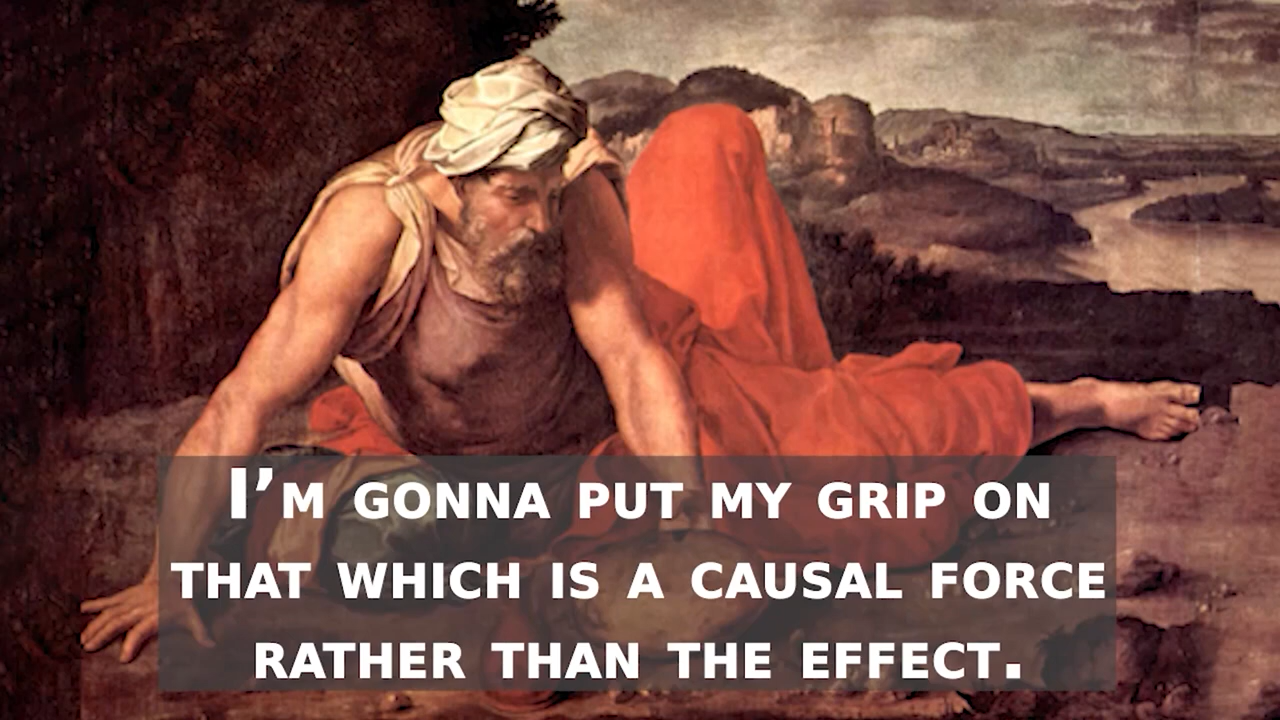 I’m gonna put my grip on
that which is a causal force
rather than the effect.